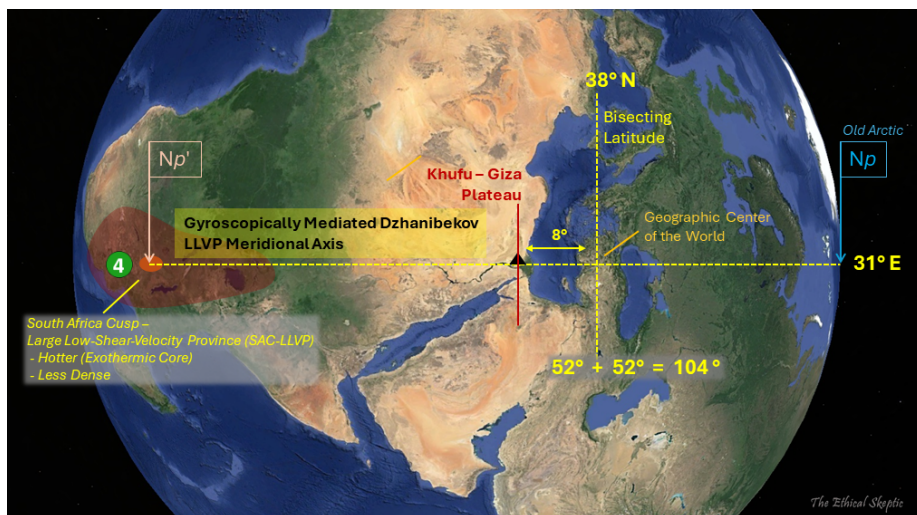 38° N
Bisecting
Latitude
Old Arctic
Np
Np'
Khufu – Giza
Plateau
Gyroscopically Mediated Dzhanibekov
LLVP Meridional Axis
8°
Geographic Center
of the World
4
31° E
South Africa Cusp –
Large Low-Shear-Velocity Province (SAC-LLVP)
- Hotter (Exothermic Core)
- Less Dense
52° + 52° = 104°
The Ethical Skeptic